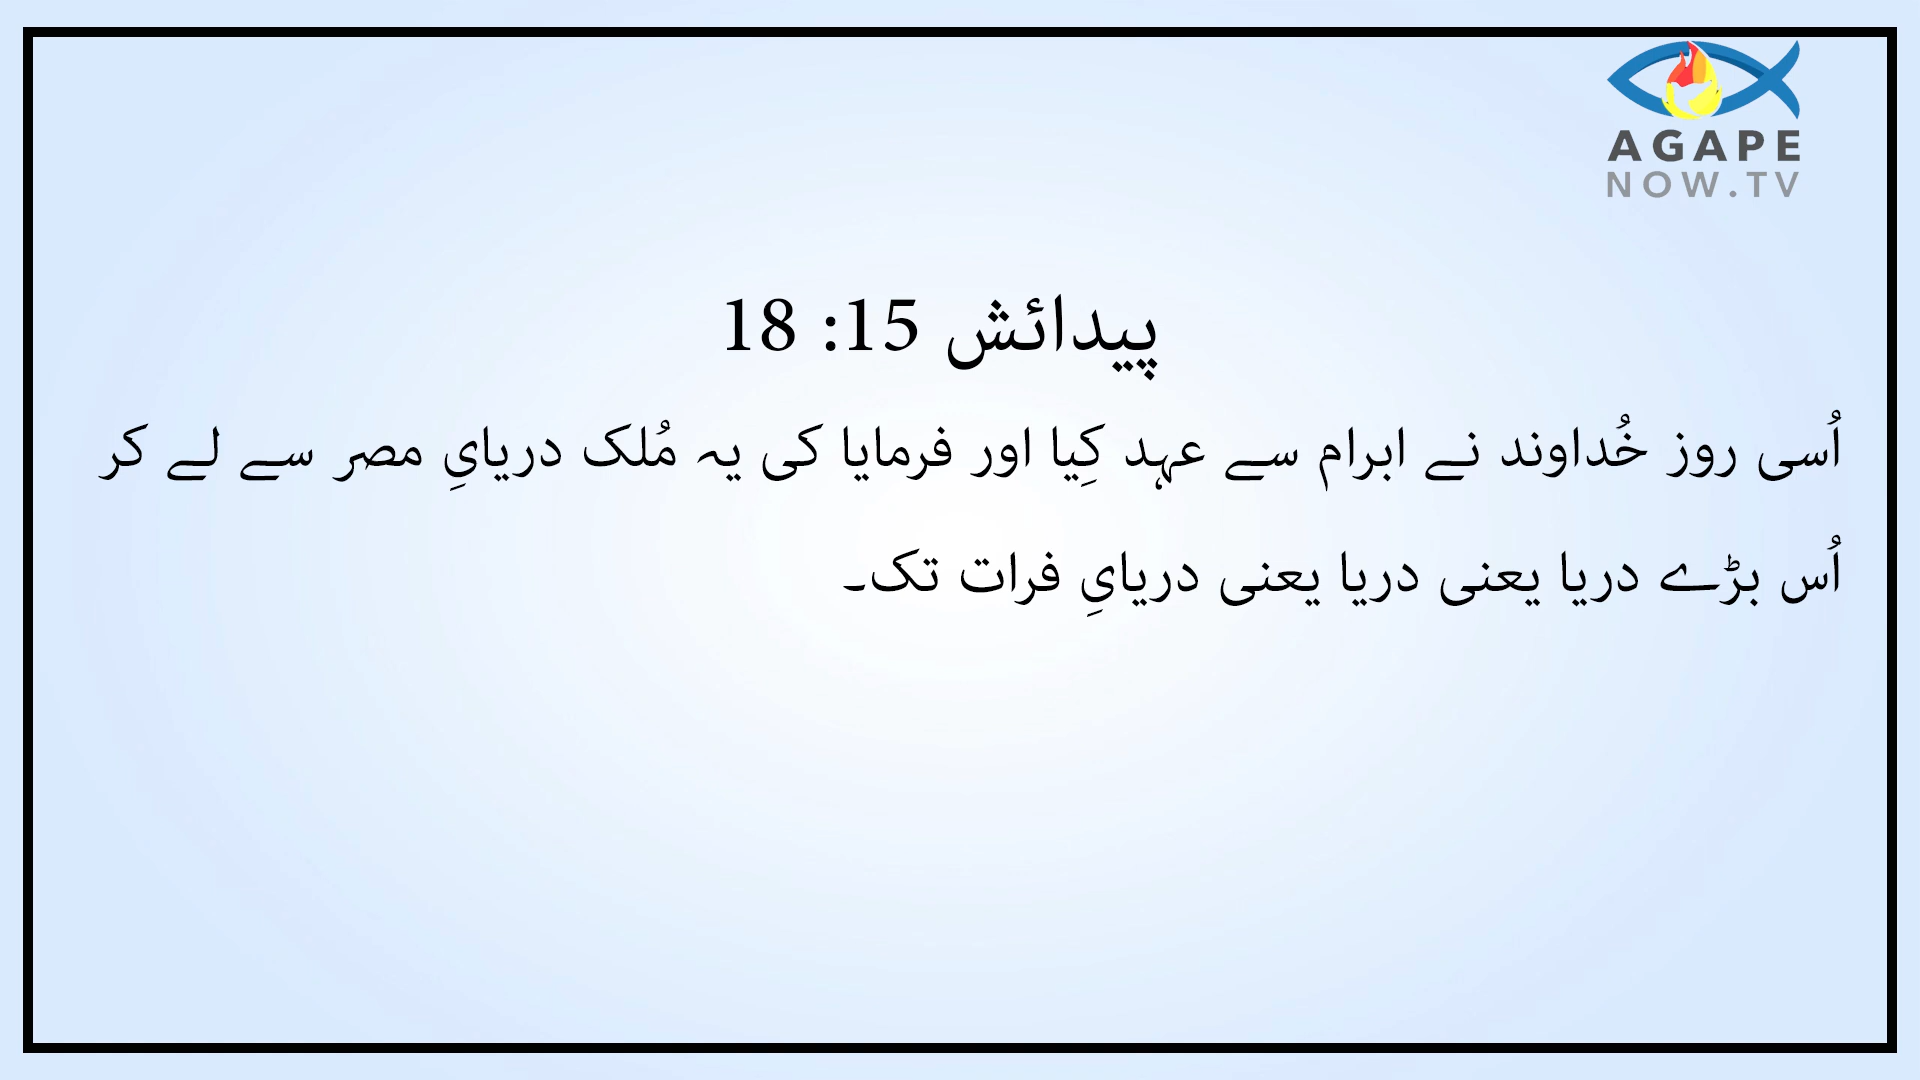 AGAPE
NOW.TV
پیدائش 15: 18
اُسی روز خُداوند نے ابرام سے عہد کِیا اور فرمایا کی یہ مُلک دریایِ مصر سے لے کر
اُس بڑے دریا یعنی دریا یعنی دریایِ فرات تک۔